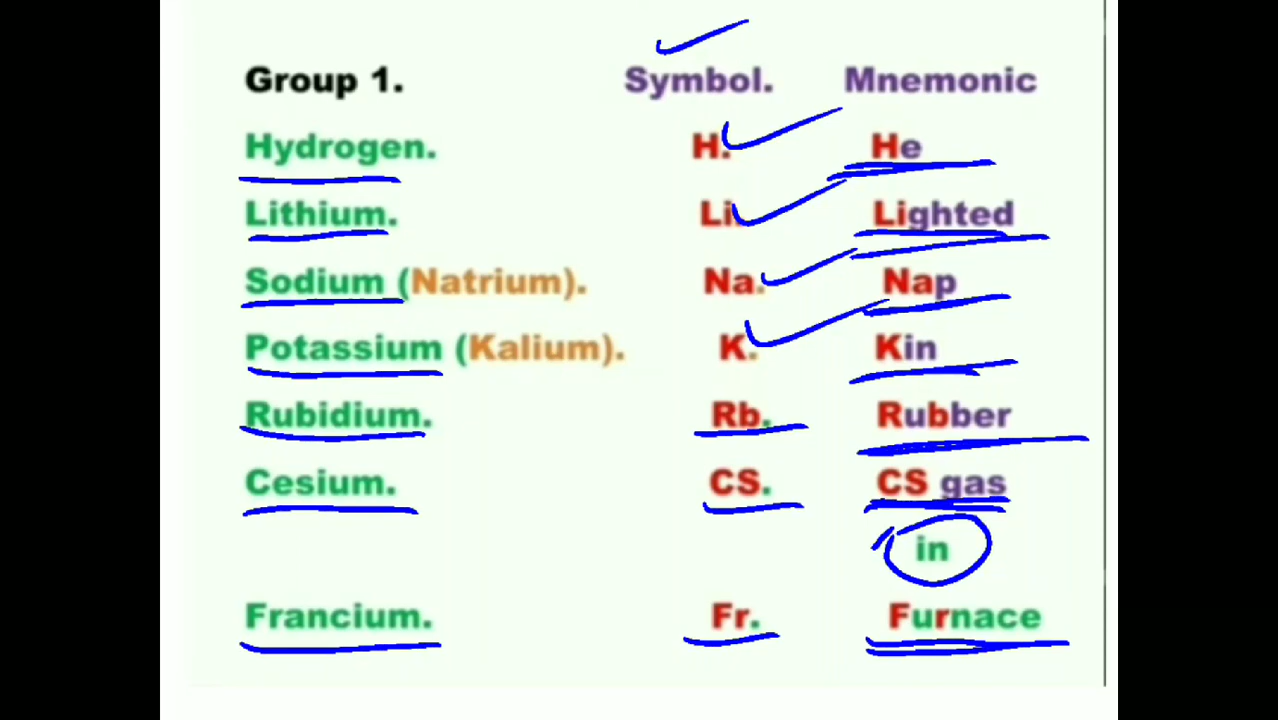 Group 1. Symbol. Mnemonic
Hydrogen. H. He
Lithium. Li. Lighted
Sodium (Natrium). Na. Nap
Potassium (Kalium). K. Kin
Rubidium. Rb. Rubber
Cesium. CS. CS gas
in
Francium. Fr. Furnace